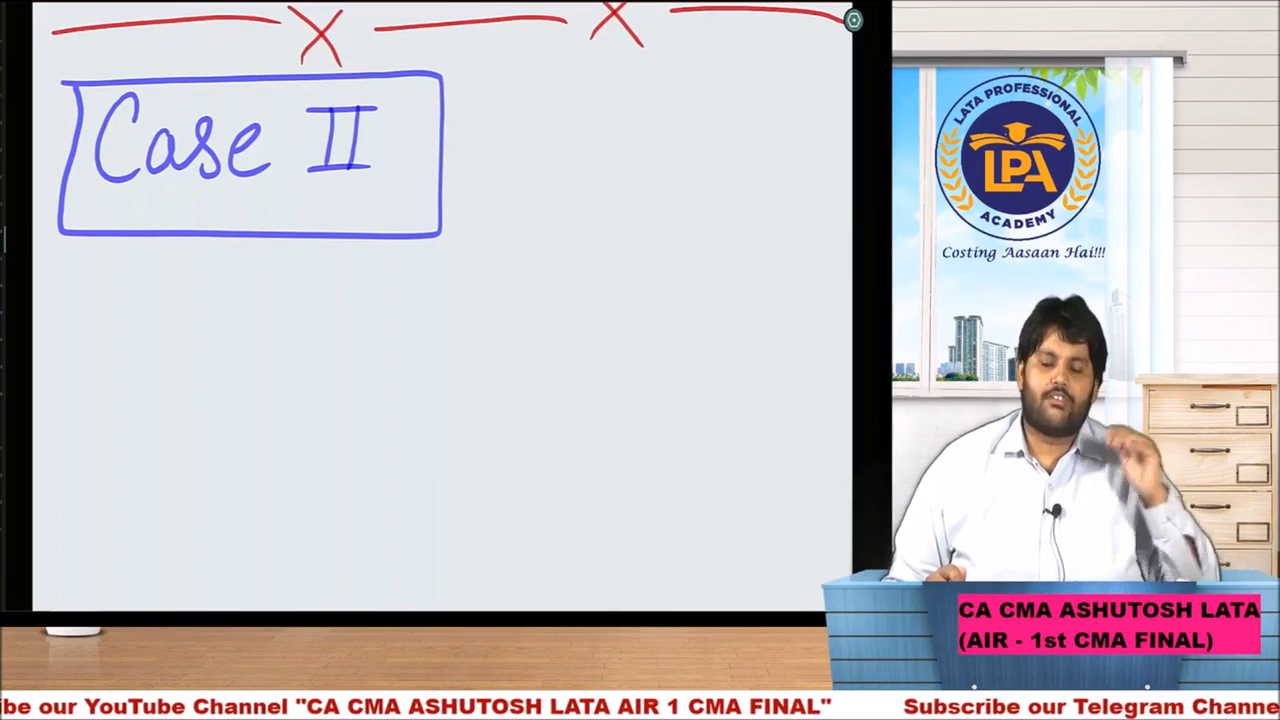 Case II
LATA PROFESSIONAL
LPA
ACADEMY
Costing Aasaan Hai!!!
CA CMA ASHUTOSH LATA
(AIR - 1st CMA FINAL)
ibe our YouTube Channel "CA CMA ASHUTOSH LATA AIR 1 CMA FINAL" Subscribe our Telegram Channe